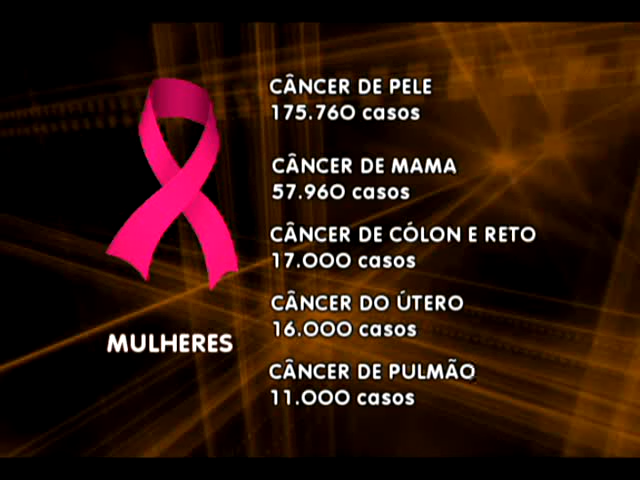 CÂNCER DE PELE
175.760 casos
CÂNCER DE MAMA
57.960 casos
CÂNCER DE CÓLON E RETO
17.000 casos
CÂNCER DO ÚTERO
16.000 casos
CÂNCER DE PULMÃO
11.000 casos
MULHERES